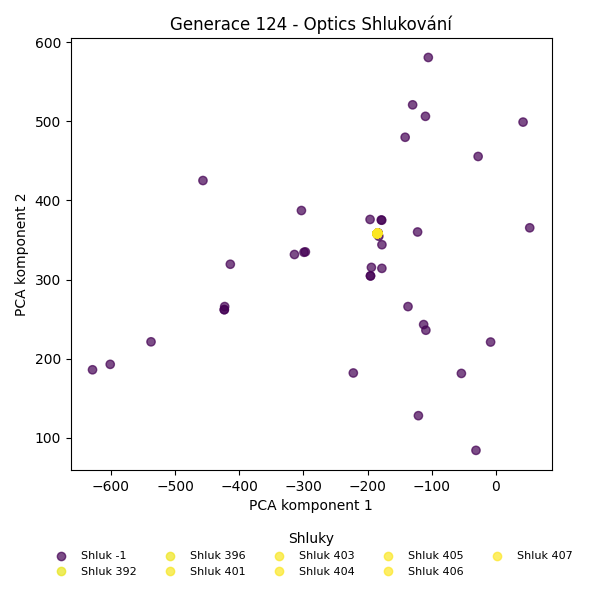 Generace 124 - Optics Shlukování
600
500
400
300
200
100
PCA komponent 2
−600 −500 −400 −300 −200 −100 0
PCA komponent 1
Shluky
Shluk -1 Shluk 396 Shluk 403 Shluk 405 Shluk 407
Shluk 392 Shluk 401 Shluk 404 Shluk 406